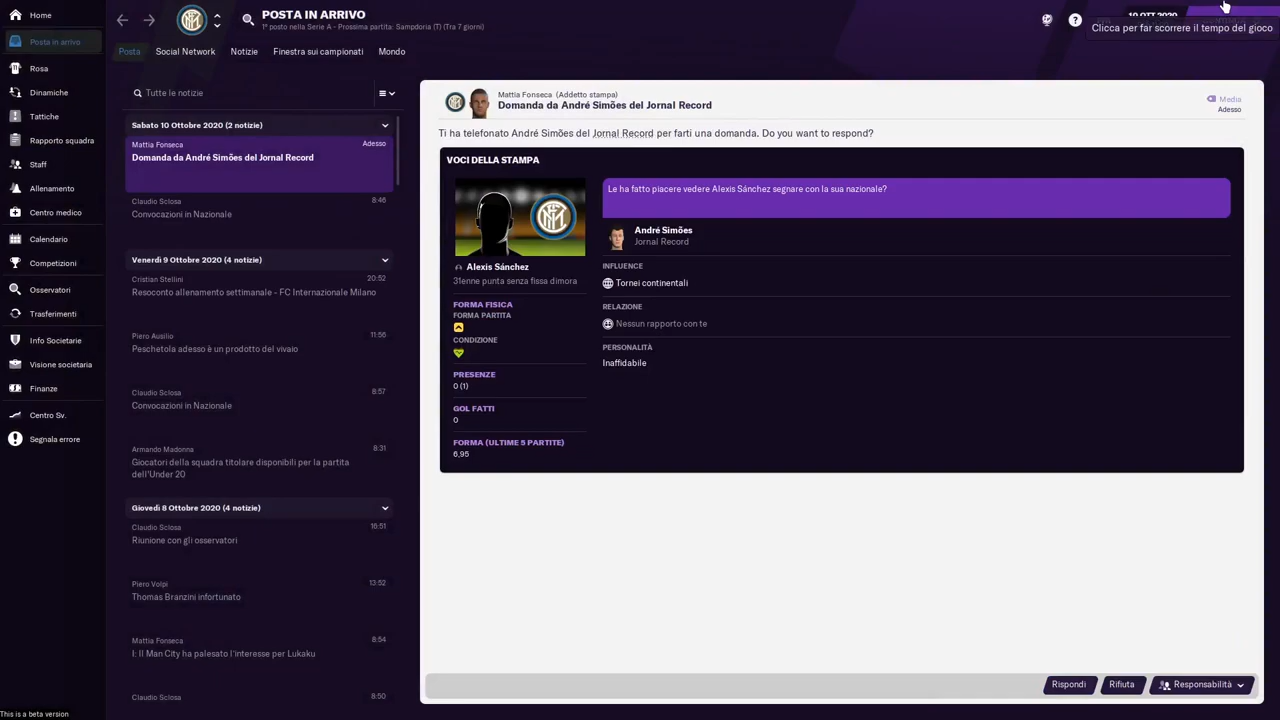 Home
Posta in arrivo
Rosa
Dinamiche
Tattiche
Rapporto squadra
Staff
Allenamento
Centro medico
Calendario
Competizioni
Osservatori
Trasferimenti
Info Societarie
Visione societaria
Finanze
Centro Sv.
Segnala errore
This is a beta version
POSTA IN ARRIVO
1° posto nella Serie A - Prossima partita: Sampdoria (T) (Tra 7 giorni)
10 OTT 2020
Clicca per far scorrere il tempo del gioco
Posta
Social Network
Notizie
Finestra sui campionati
Mondo
Tutte le notizie
Sabato 10 Ottobre 2020 (2 notizie)
Mattia Fonseca
Adesso
Domanda da André Simões del Jornal Record
Claudio Sclosa
8:46
Convocazioni in Nazionale
Venerdì 9 Ottobre 2020 (4 notizie)
Cristian Stellini
20:52
Resoconto allenamento settimanale - FC Internazionale Milano
Piero Ausilio
11:56
Peschetola adesso è un prodotto del vivaio
Claudio Sclosa
8:57
Convocazioni in Nazionale
Armando Madonna
8:31
Giocatori della squadra titolare disponibili per la partita
dell'Under 20
Giovedì 8 Ottobre 2020 (4 notizie)
Claudio Sclosa
16:51
Riunione con gli osservatori
Piero Volpi
13:52
Thomas Branzini infortunato
Mattia Fonseca
8:54
I: Il Man City ha palesato l'interesse per Lukaku
Claudio Sclosa
8:50
Mattia Fonseca (Addetto stampa)
Domanda da André Simões del Jornal Record
Media
Adesso
Ti ha telefonato André Simões del Jornal Record per farti una domanda. Do you want to respond?
VOCI DELLA STAMPA
Le ha fatto piacere vedere Alexis Sánchez segnare con la sua nazionale?
André Simões
Jornal Record
INFLUENCE
Tornei continentali
RELAZIONE
Nessun rapporto con te
PERSONALITÀ
Inaffidabile
Alexis Sánchez
31enne punta senza fissa dimora
FORMA FISICA
FORMA PARTITA
CONDIZIONE
PRESENZE
0 (1)
GOL FATTI
0
FORMA (ULTIME 5 PARTITE)
6,95
Rispondi
Rifiuta
Responsabilità